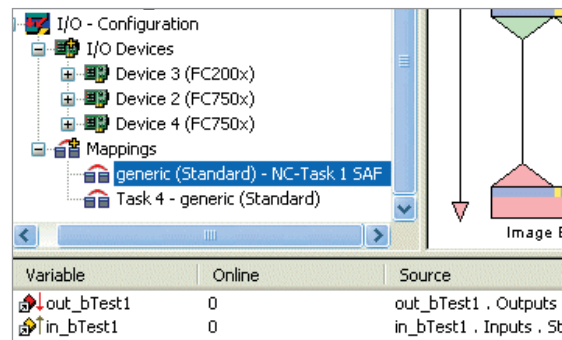 I/O - Configuration
I/O Devices
Device 3 (FC200x)
Device 2 (FC750x)
Device 4 (FC750x)
Mappings
generic (Standard) - NC-Task 1 SAF
Task 4 - generic (Standard)
Image
Variable Online Source
out_bTest1 0 out_bTest1 . Outputs
in_bTest1 0 in_bTest1 . Inputs .